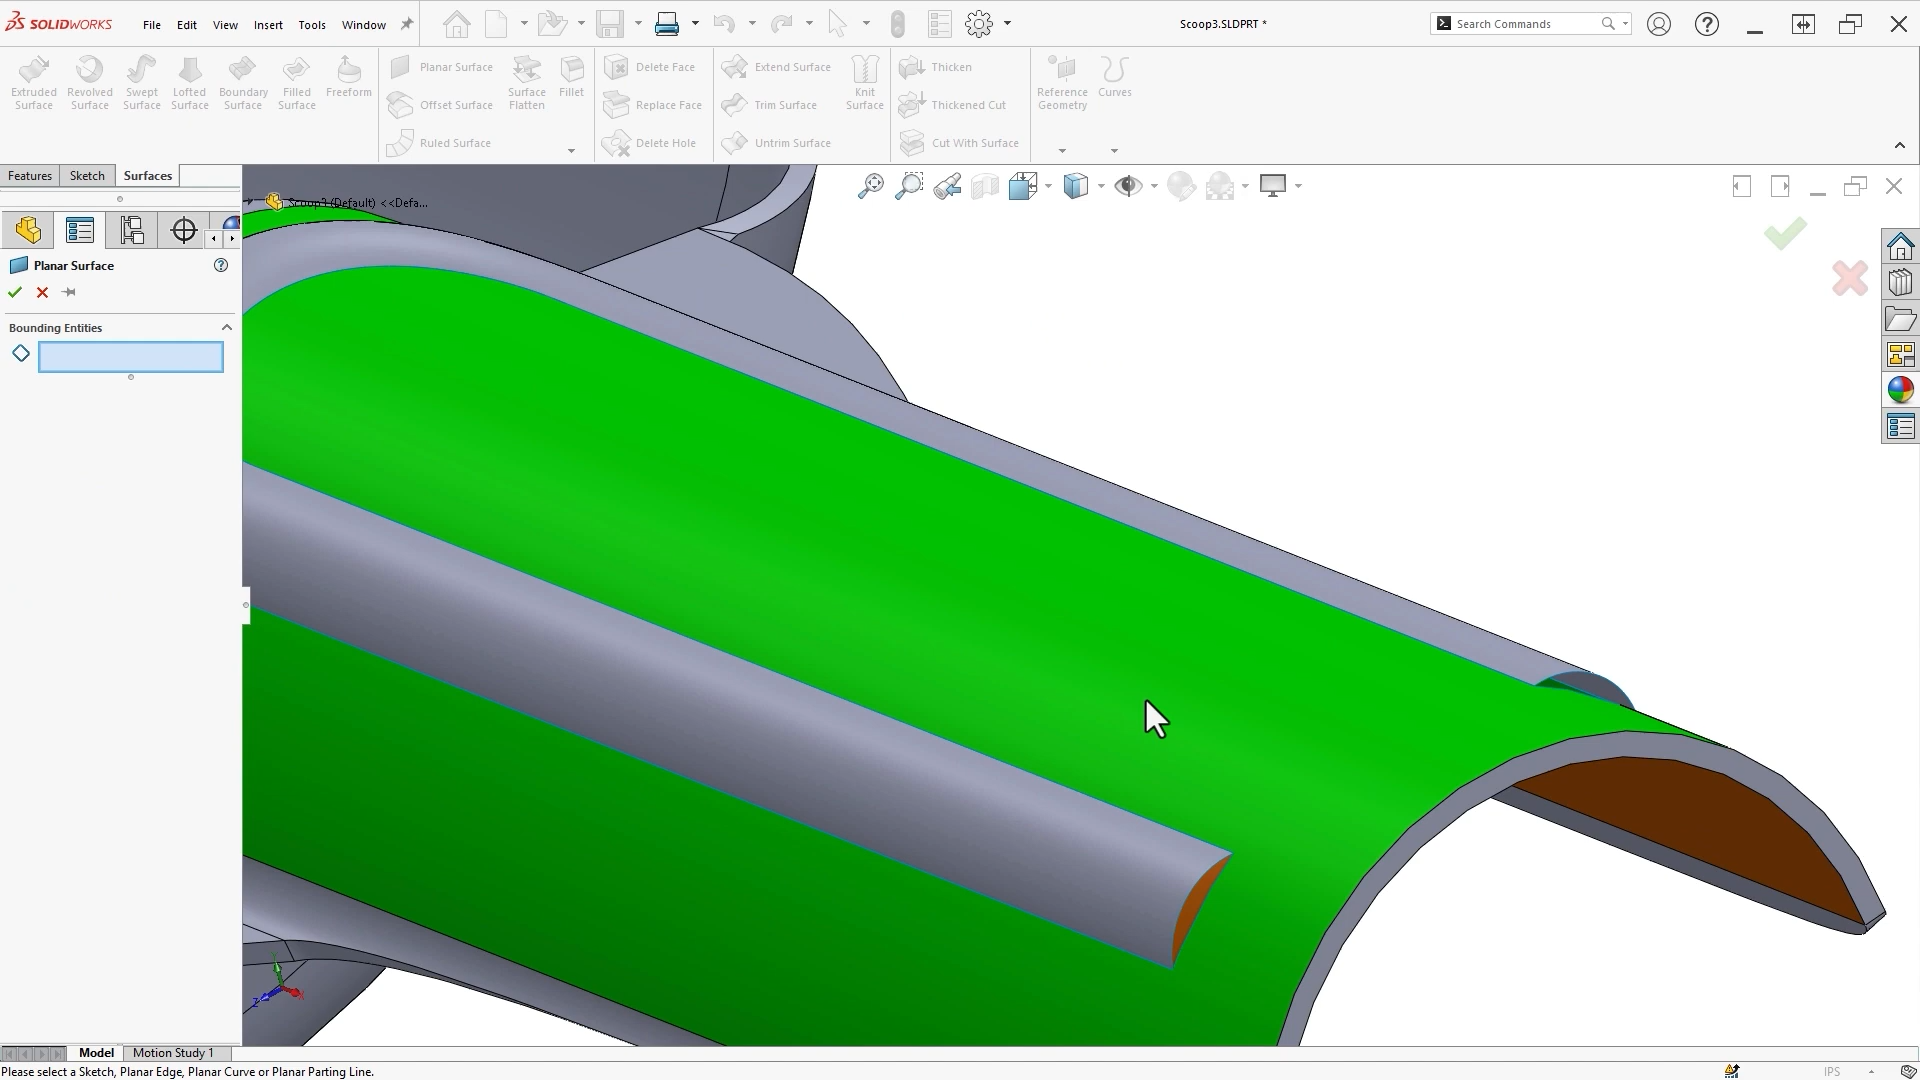 SOLIDWORKS
File Edit View Insert Tools Window
Scoop3.SLDPRT *
Search Commands
Extruded Surface
Revolved Surface
Swept Surface
Lofted Surface
Boundary Surface
Filled Surface
Freeform
Planar Surface
Offset Surface
Ruled Surface
Surface Flatten
Fillet
Delete Face
Replace Face
Delete Hole
Extend Surface
Trim Surface
Untrim Surface
Knit Surface
Thicken
Thickened Cut
Cut With Surface
Reference Geometry
Curves
Features Sketch Surfaces
Scoop3 (Default) <<Defa...
Planar Surface
Bounding Entities
Model Motion Study 1
Please select a Sketch, Planar Edge, Planar Curve or Planar Parting Line.
IPS